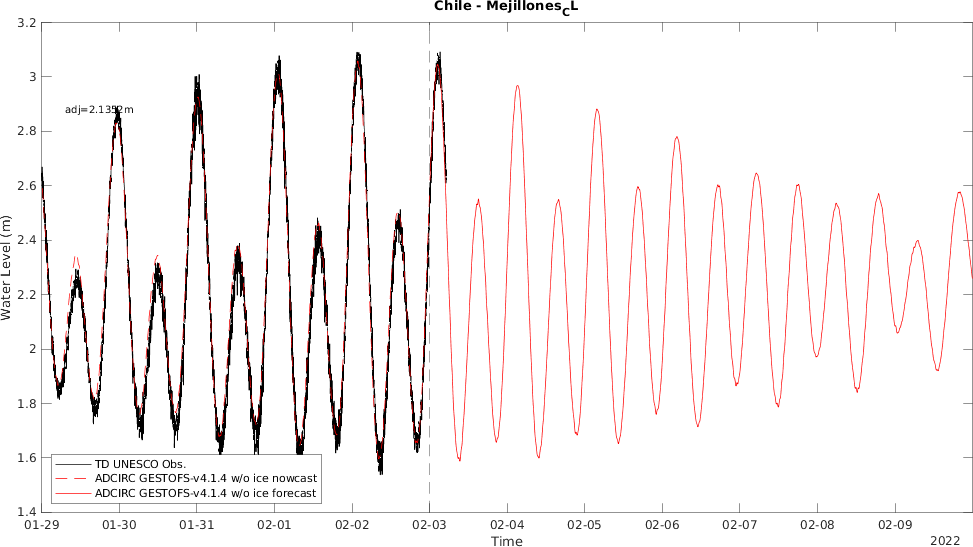 Chile - Mejillones_CL
3.2
3
2.8
2.6
2.4
2.2
2
1.8
1.6
1.4
Water Level (m)
adj=2.1352m
TD UNESCO Obs.
ADCIRC GESTOFS-v4.1.4 w/o ice nowcast
ADCIRC GESTOFS-v4.1.4 w/o ice forecast
01-29 01-30 01-31 02-01 02-02 02-03 02-04 02-05 02-06 02-07 02-08 02-09
Time
2022